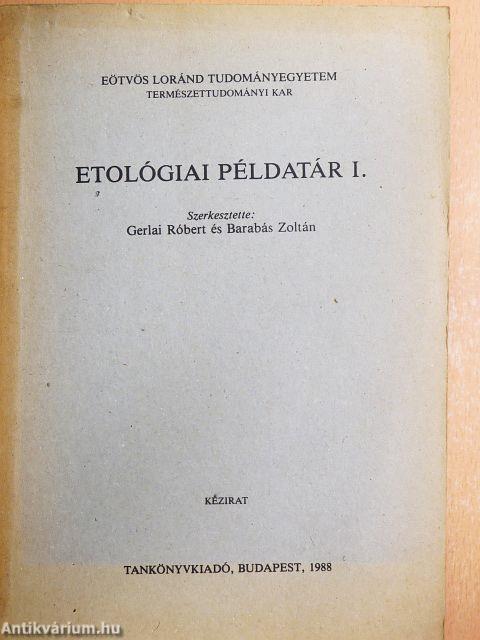 EÖTVÖS LORÁND TUDOMÁNYEGYETEM
TERMÉSZETTUDOMÁNYI KAR
ETOLÓGIAI PÉLDATÁR I.
Szerkesztette:
Gerlai Róbert és Barabás Zoltán
KÉZIRAT
TANKÖNYVKIADÓ, BUDAPEST, 1988
Antikvárium.hu